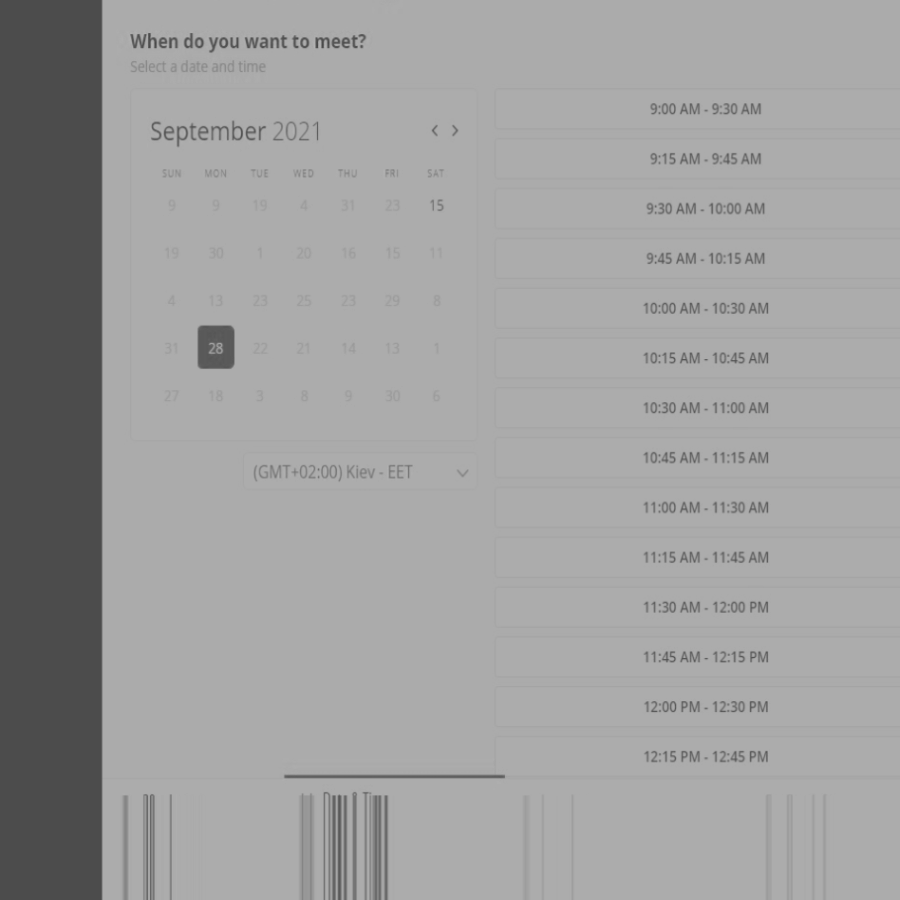 When do you want to meet?
Select a date and time
September 2021
SUN MON TUE WED THU FRI SAT
9 9 19 4 31 23 15
19 30 1 20 16 15 11
4 13 23 25 23 29 8
31 28 22 21 14 13 1
27 18 3 8 9 30 6
(GMT+02:00) Kiev - EET
9:00 AM - 9:30 AM
9:15 AM - 9:45 AM
9:30 AM - 10:00 AM
9:45 AM - 10:15 AM
10:00 AM - 10:30 AM
10:15 AM - 10:45 AM
10:30 AM - 11:00 AM
10:45 AM - 11:15 AM
11:00 AM - 11:30 AM
11:15 AM - 11:45 AM
11:30 AM - 12:00 PM
11:45 AM - 12:15 PM
12:00 PM - 12:30 PM
12:15 PM - 12:45 PM